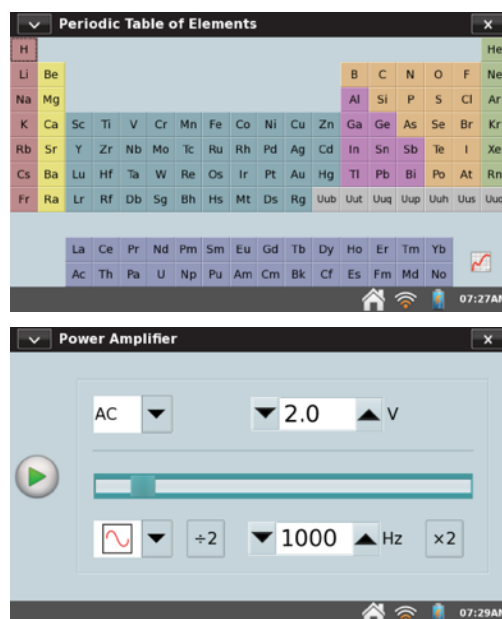 Periodic Table of Elements x
H He
Li Be B C N O F Ne
Na Mg Al Si P S Cl Ar
K Ca Sc Ti V Cr Mn Fe Co Ni Cu Zn Ga Ge As Se Br Kr
Rb Sr Y Zr Nb Mo Tc Ru Rh Pd Ag Cd In Sn Sb Te I Xe
Cs Ba Lu Hf Ta W Re Os Ir Pt Au Hg Tl Pb Bi Po At Rn
Fr Ra Lr Rf Db Sg Bh Hs Mt Ds Rg Uub Uut Uuq Uup Uuh Uus Uuo
La Ce Pr Nd Pm Sm Eu Gd Tb Dy Ho Er Tm Yb
Ac Th Pa U Np Pu Am Cm Bk Cf Es Fm Md No
07:27AM
Power Amplifier x
AC 2.0 V
÷2 1000 Hz ×2
07:29AM